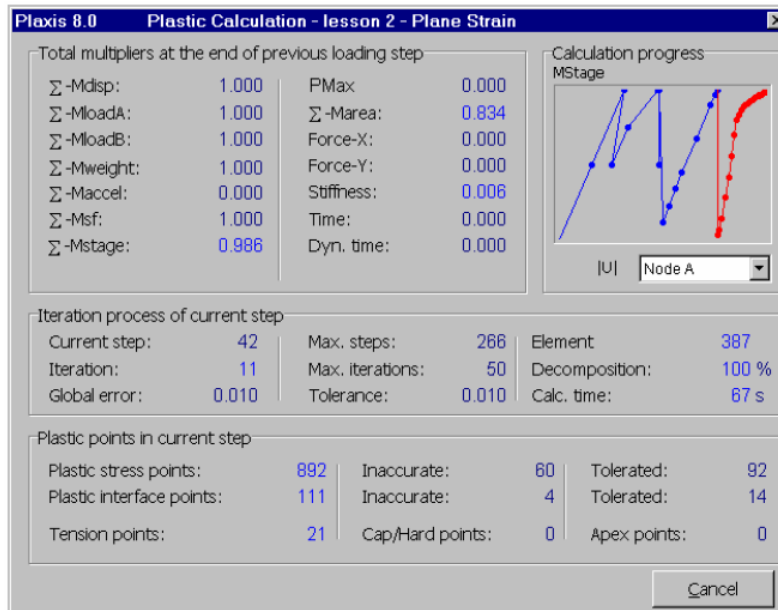 Plaxis 8.0 Plastic Calculation - lesson 2 - Plane Strain
Total multipliers at the end of previous loading step
Σ-Mdisp: 1.000 PMax 0.000
Σ-MloadA: 1.000 Σ-Marea: 0.834
Σ-MloadB: 1.000 Force-X: 0.000
Σ-Mweight: 1.000 Force-Y: 0.000
Σ-Maccel: 0.000 Stiffness: 0.006
Σ-Msf: 1.000 Time: 0.000
Σ-Mstage: 0.986 Dyn. time: 0.000
Calculation progress
MStage
|U| Node A
Iteration process of current step
Current step: 42 Max. steps: 266 Element 387
Iteration: 11 Max. iterations: 50 Decomposition: 100 %
Global error: 0.010 Tolerance: 0.010 Calc. time: 67 s
Plastic points in current step
Plastic stress points: 892 Inaccurate: 60 Tolerated: 92
Plastic interface points: 111 Inaccurate: 4 Tolerated: 14
Tension points: 21 Cap/Hard points: 0 Apex points: 0
Cancel